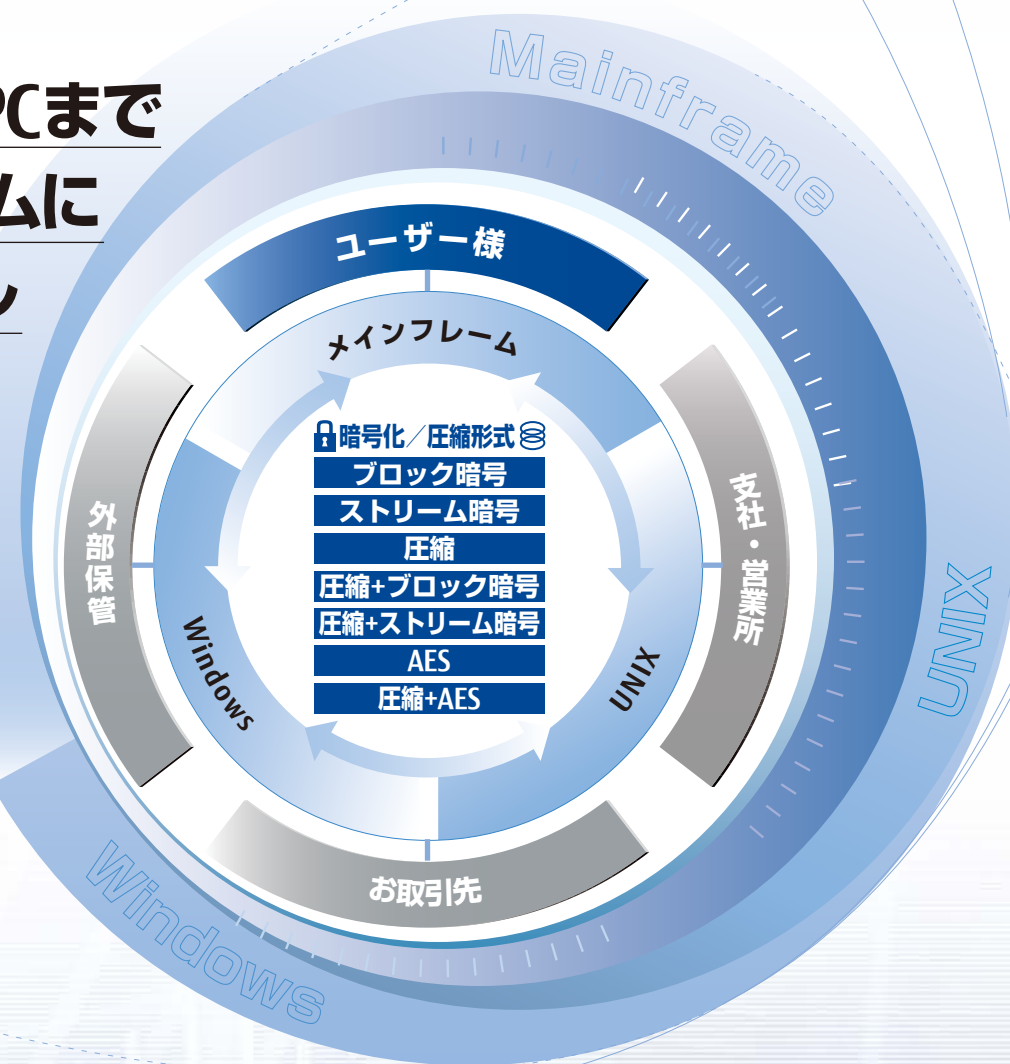 PCまで
ムに
Mainframe
ユーザー様
メインフレーム
暗号化／圧縮形式
ブロック暗号
ストリーム暗号
圧縮
圧縮+ブロック暗号
圧縮+ストリーム暗号
AES
圧縮+AES
外部保管
支社・営業所
Windows
UNIX
UNIX
お取引先
Windows